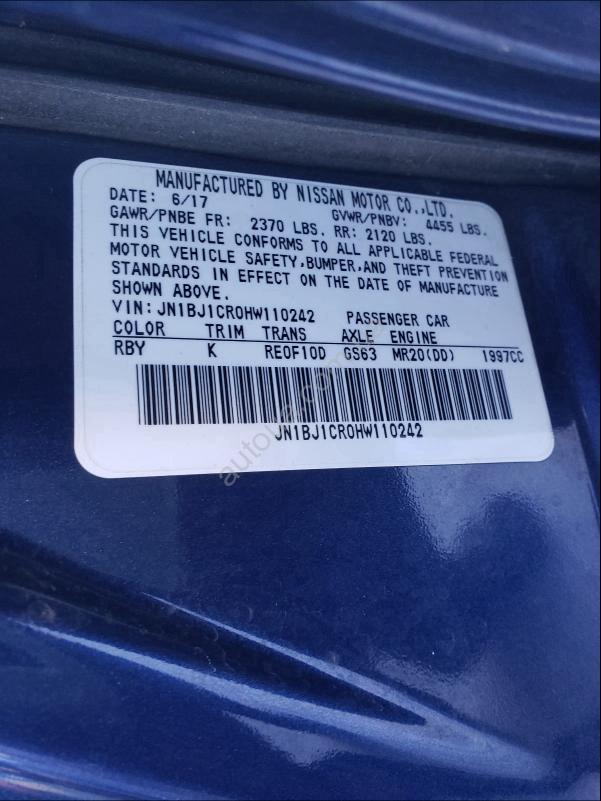 MANUFACTURED BY NISSAN MOTOR CO.,LTD.
DATE: 6/17 GVWR/PNBV: 4455 LBS.
GAWR/PNBE FR: 2370 LBS. RR: 2120 LBS.
THIS VEHICLE CONFORMS TO ALL APPLICABLE FEDERAL
MOTOR VEHICLE SAFETY,BUMPER,AND THEFT PREVENTION
STANDARDS IN EFFECT ON THE DATE OF MANUFACTURE
SHOWN ABOVE.
VIN: JN1BJ1CR0HW110242 PASSENGER CAR
COLOR TRIM TRANS AXLE ENGINE
RBY K RE0F10D GS63 MR20(DD) 1997CC
JN1BJ1CR0HW110242